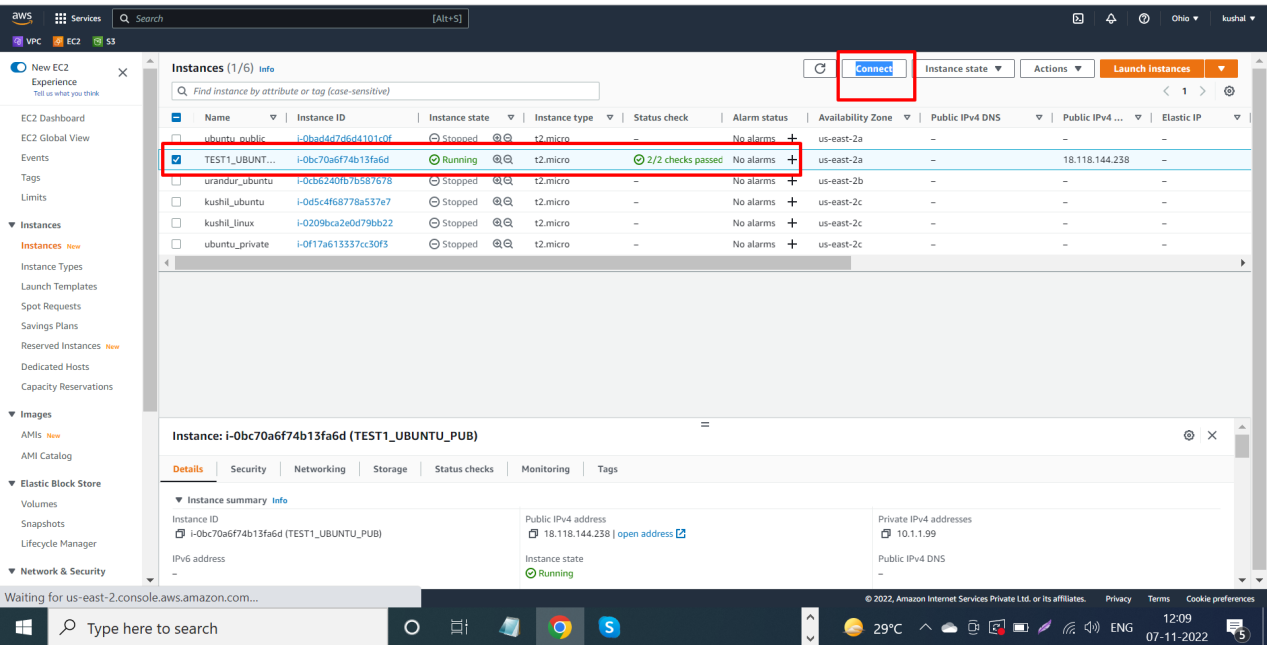 aws Services Search [Alt+S] Ohio ▼ kushal ▼
VPC EC2 S3
New EC2
Experience
Tell us what you think
EC2 Dashboard
EC2 Global View
Events
Tags
Limits
▼ Instances
Instances New
Instance Types
Launch Templates
Spot Requests
Savings Plans
Reserved Instances New
Dedicated Hosts
Capacity Reservations
▼ Images
AMIs New
AMI Catalog
▼ Elastic Block Store
Volumes
Snapshots
Lifecycle Manager
▼ Network & Security
Instances (1/6) Info Connect Instance state ▼ Actions ▼ Launch instances ▼
Find instance by attribute or tag (case-sensitive) < 1 >
Name Instance ID Instance state Instance type Status check Alarm status Availability Zone Public IPv4 DNS Public IPv4 ... Elastic IP
ubuntu_public i-0bad4d7d6d4101c0f Stopped t2.micro – No alarms + us-east-2a – – –
TEST1_UBUNT... i-0bc70a6f74b13fa6d Running t2.micro 2/2 checks passed No alarms + us-east-2a – 18.118.144.238 –
urandur_ubuntu i-0cb6240fb7b587678 Stopped t2.micro – No alarms + us-east-2b – – –
kushil_ubuntu i-0d5c4f68778a537e7 Stopped t2.micro – No alarms + us-east-2c – – –
kushil_linux i-0209bca2e0d79bb22 Stopped t2.micro – No alarms + us-east-2c – – –
ubuntu_private i-0f17a613337cc30f3 Stopped t2.micro – No alarms + us-east-2c – – –
Instance: i-0bc70a6f74b13fa6d (TEST1_UBUNTU_PUB)
Details Security Networking Storage Status checks Monitoring Tags
▼ Instance summary Info
Instance ID Public IPv4 address Private IPv4 addresses
i-0bc70a6f74b13fa6d (TEST1_UBUNTU_PUB) 18.118.144.238 | open address 10.1.1.99
IPv6 address Instance state Public IPv4 DNS
– Running –
Waiting for us-east-2.console.aws.amazon.com... © 2022, Amazon Internet Services Private Ltd. or its affiliates. Privacy Terms Cookie preferences
Type here to search S 29°C ENG 12:09
07-11-2022 5